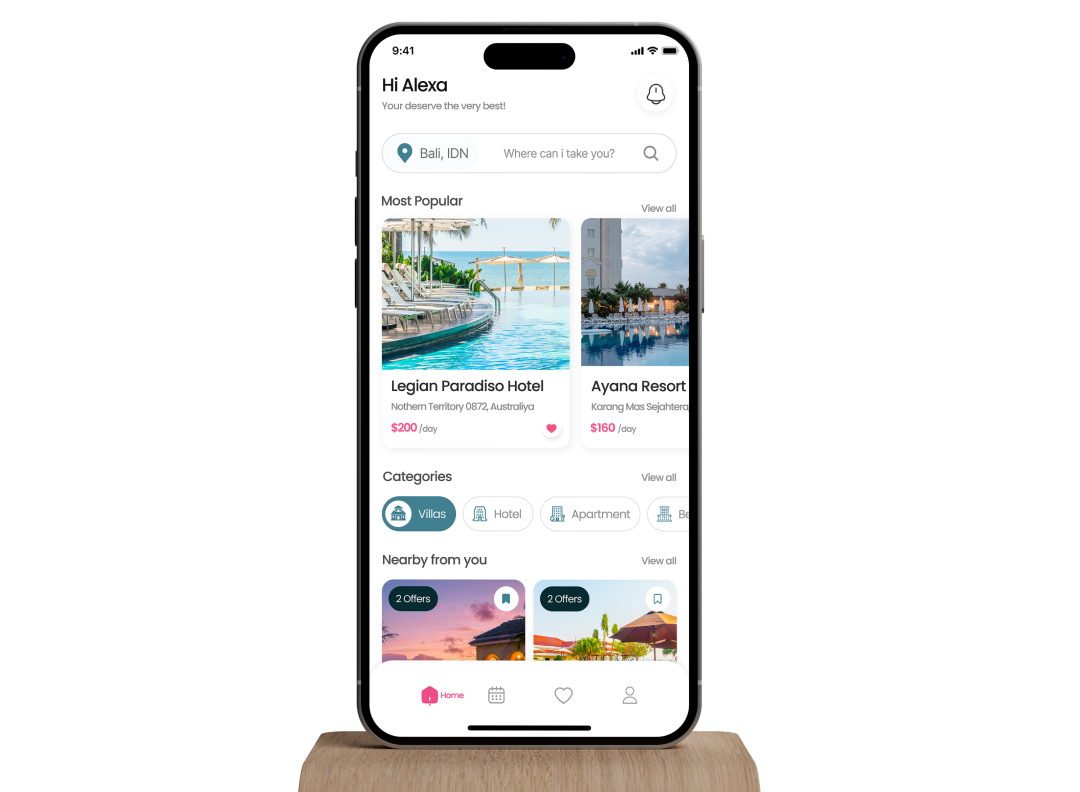 9:41
Hi Alexa
Your deserve the very best!
Bali, IDN
Where can i take you?
Most Popular
View all
Legian Paradiso Hotel
Nothern Territory 0872, Australiya
$200 /day
Ayana Resort
Karang Mas Sejahtera,
$160 /day
Categories
View all
Villas
Hotel
Apartment
Be
Nearby from you
View all
2 Offers
2 Offers
Home